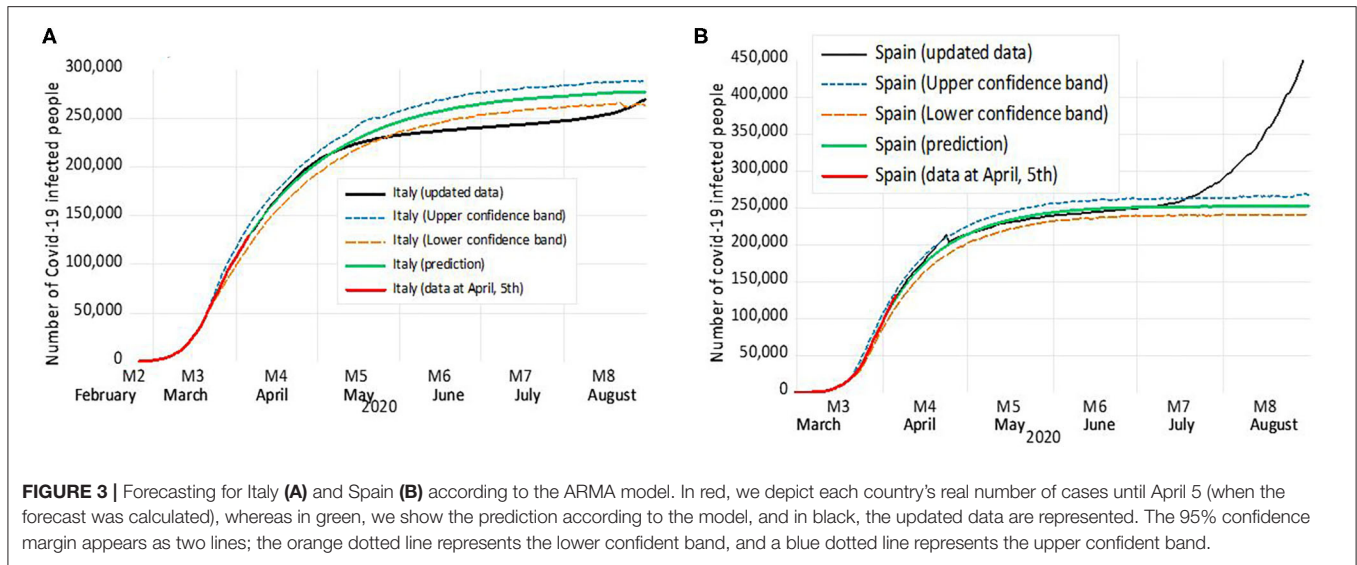 A
Number of Covid-19 infected people
300,000
250,000
200,000
150,000
100,000
50,000
0
Italy (updated data)
Italy (Upper confidence band)
Italy (Lower confidence band)
Italy (prediction)
Italy (data at April, 5th)
M2 M3 M4 M5 M6 M7 M8
February March April May June July August
2020
B
Number of covid-19 infected people
450,000
400,000
350,000
300,000
250,000
200,000
150,000
100,000
50,000
0
Spain (updated data)
Spain (Upper confidence band)
Spain (Lower confidence band)
Spain (prediction)
Spain (data at April, 5th)
M3 M4 M5 M6 M7 M8
March April May June July August
2020
FIGURE 3 | Forecasting for Italy (A) and Spain (B) according to the ARMA model. In red, we depict each country's real number of cases until April 5 (when the
forecast was calculated), whereas in green, we show the prediction according to the model, and in black, the updated data are represented. The 95% confidence
margin appears as two lines; the orange dotted line represents the lower confident band, and a blue dotted line represents the upper confident band.